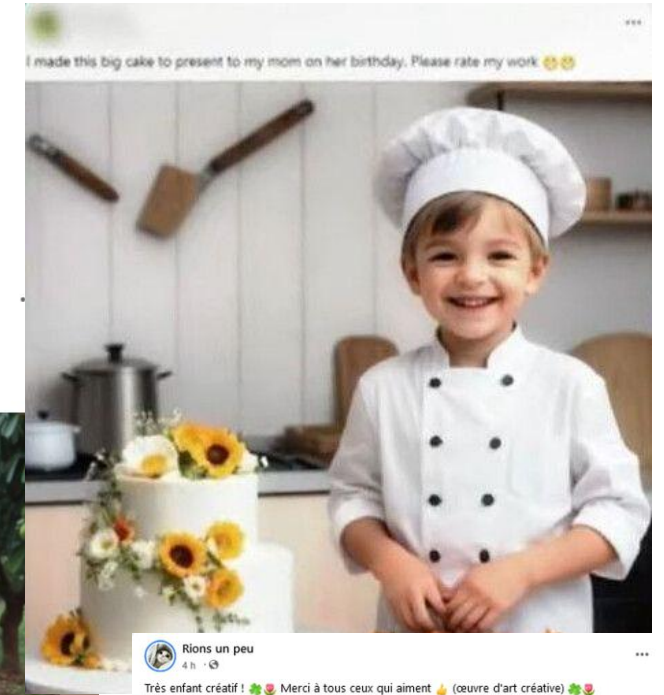 I made this big cake to present to my mom on her birthday. Please rate my work 😁😁
Rions un peu
4 h ·
Très enfant créatif ! 🍀🌷 Merci à tous ceux qui aiment 👍 (œuvre d'art créative) 🍀🌷